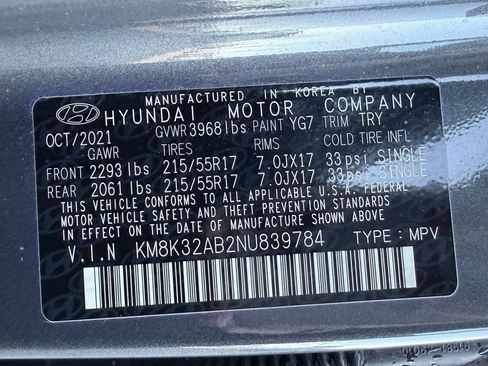 MANUFACTURED IN KOREA BY
HYUNDAI MOTOR COMPANY
OCT/2021 GVWR 3968 lbs PAINT YG7 TRIM TRY
GAWR TIRES RIMS COLD TIRE INFL
FRONT 2293 lbs 215/55R17 7.0JX17 33psi SINGLE
REAR 2061 lbs 215/55R17 7.0JX17 33psi SINGLE
THIS VEHICLE CONFORMS TO ALL APPLICABLE U.S.A. FEDERAL
MOTOR VEHICLE SAFETY, BUMPER, AND THEFT PREVENTION
STANDARDS IN EFFECT ON THE DATE OF MANUFACTURE
SHOWN ABOVE.
V.I.N KM8K32AB2NU839784 TYPE : MPV